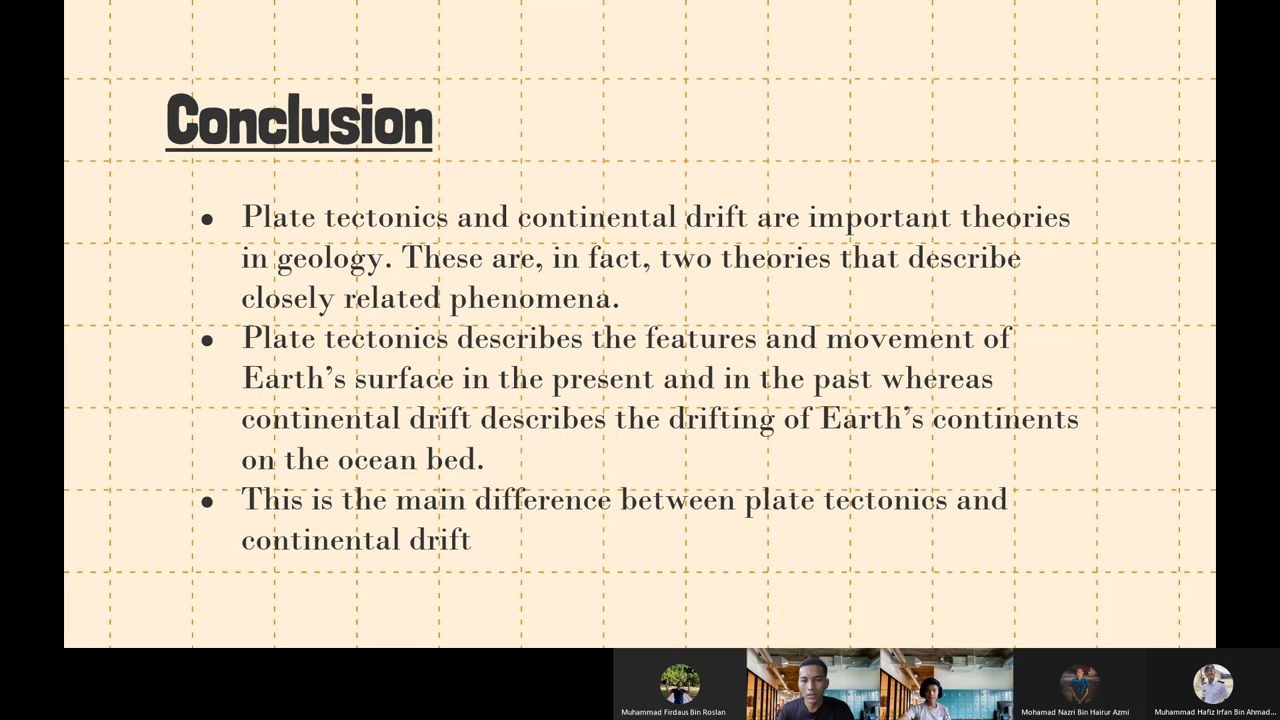 Conclusion
● Plate tectonics and continental drift are important theories
in geology. These are, in fact, two theories that describe
closely related phenomena.
● Plate tectonics describes the features and movement of
Earth’s surface in the present and in the past whereas
continental drift describes the drifting of Earth’s continents
on the ocean bed.
● This is the main difference between plate tectonics and
continental drift
Muhammad Firdaus Bin Roslan
Mohamad Nazri Bin Hairur Azmi
Muhammad Hafiz Irfan Bin Ahmad...